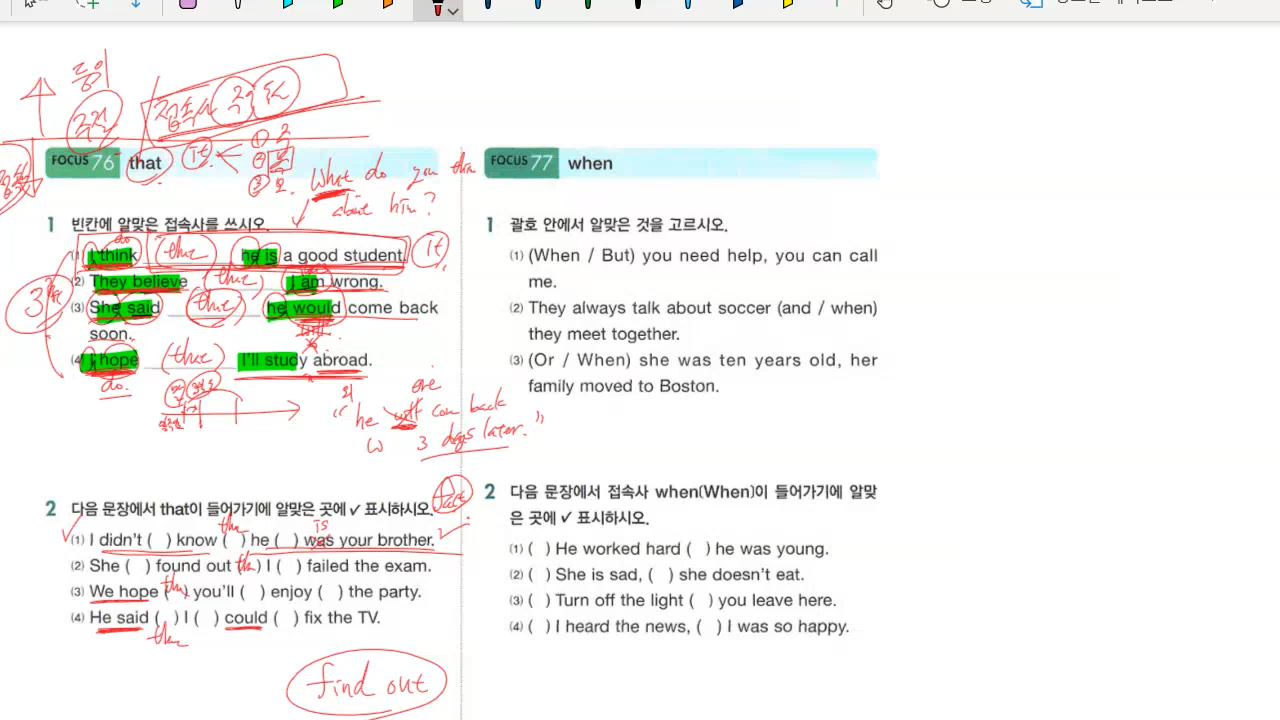 등위
접속사
It
FOCUS 76 that
What do you
about him?
1 빈칸에 알맞은 접속사를 쓰시오.
do
(1) I think he is a good student.
It
(2) They believe I am wrong.
(3) She said he would come back
soon.
(4) I hope I'll study abroad.
do.
" he come back
3 days later. "
2 다음 문장에서 that이 들어가기에 알맞은 곳에 ✓ 표시하시오.
fact
is
(1) I didn't ( ) know ( ) he ( ) was your brother.
(2) She ( ) found out ( ) I ( ) failed the exam.
(3) We hope ( ) you'll ( ) enjoy ( ) the party.
(4) He said ( ) I ( ) could ( ) fix the TV.
find out
FOCUS 77 when
1 괄호 안에서 알맞은 것을 고르시오.
(1) (When / But) you need help, you can call
me.
(2) They always talk about soccer (and / when)
they meet together.
(3) (Or / When) she was ten years old, her
family moved to Boston.
2 다음 문장에서 접속사 when(When)이 들어가기에 알맞
은 곳에 ✓ 표시하시오.
(1) ( ) He worked hard ( ) he was young.
(2) ( ) She is sad, ( ) she doesn't eat.
(3) ( ) Turn off the light ( ) you leave here.
(4) ( ) I heard the news, ( ) I was so happy.